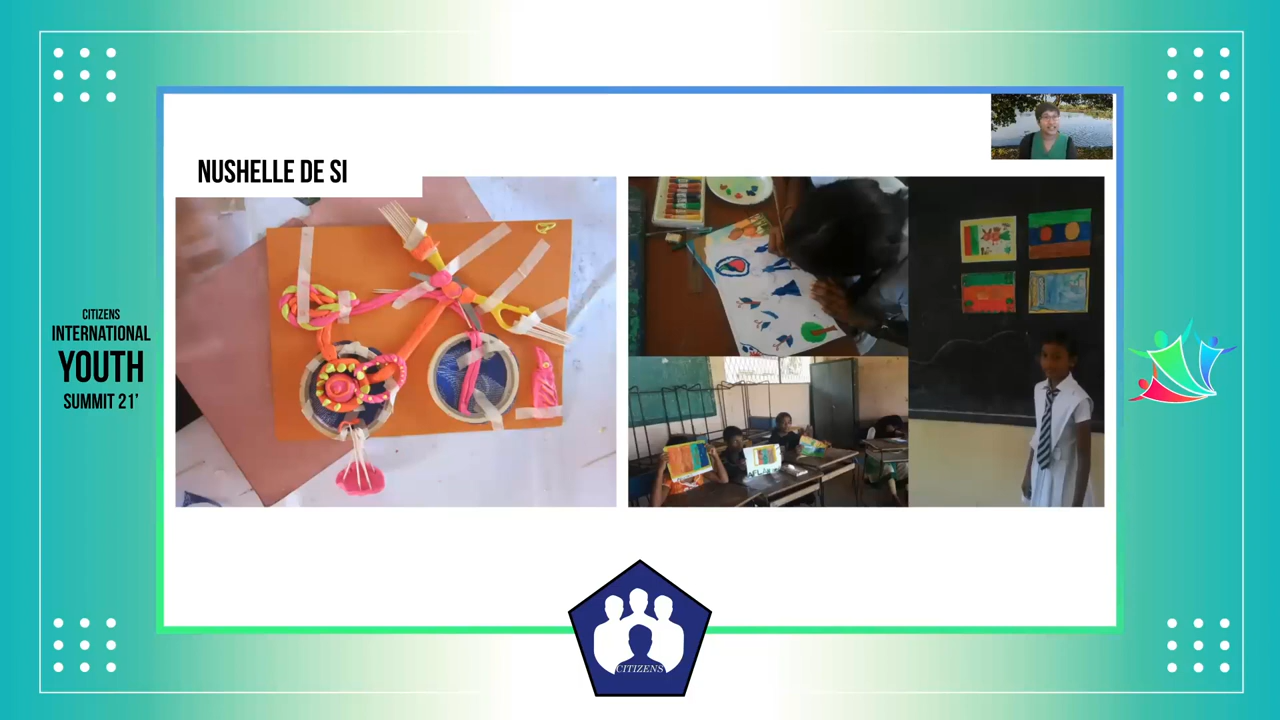 NUSHELLE DE SI
CITIZENS
INTERNATIONAL
YOUTH
SUMMIT 21'
CITIZENS